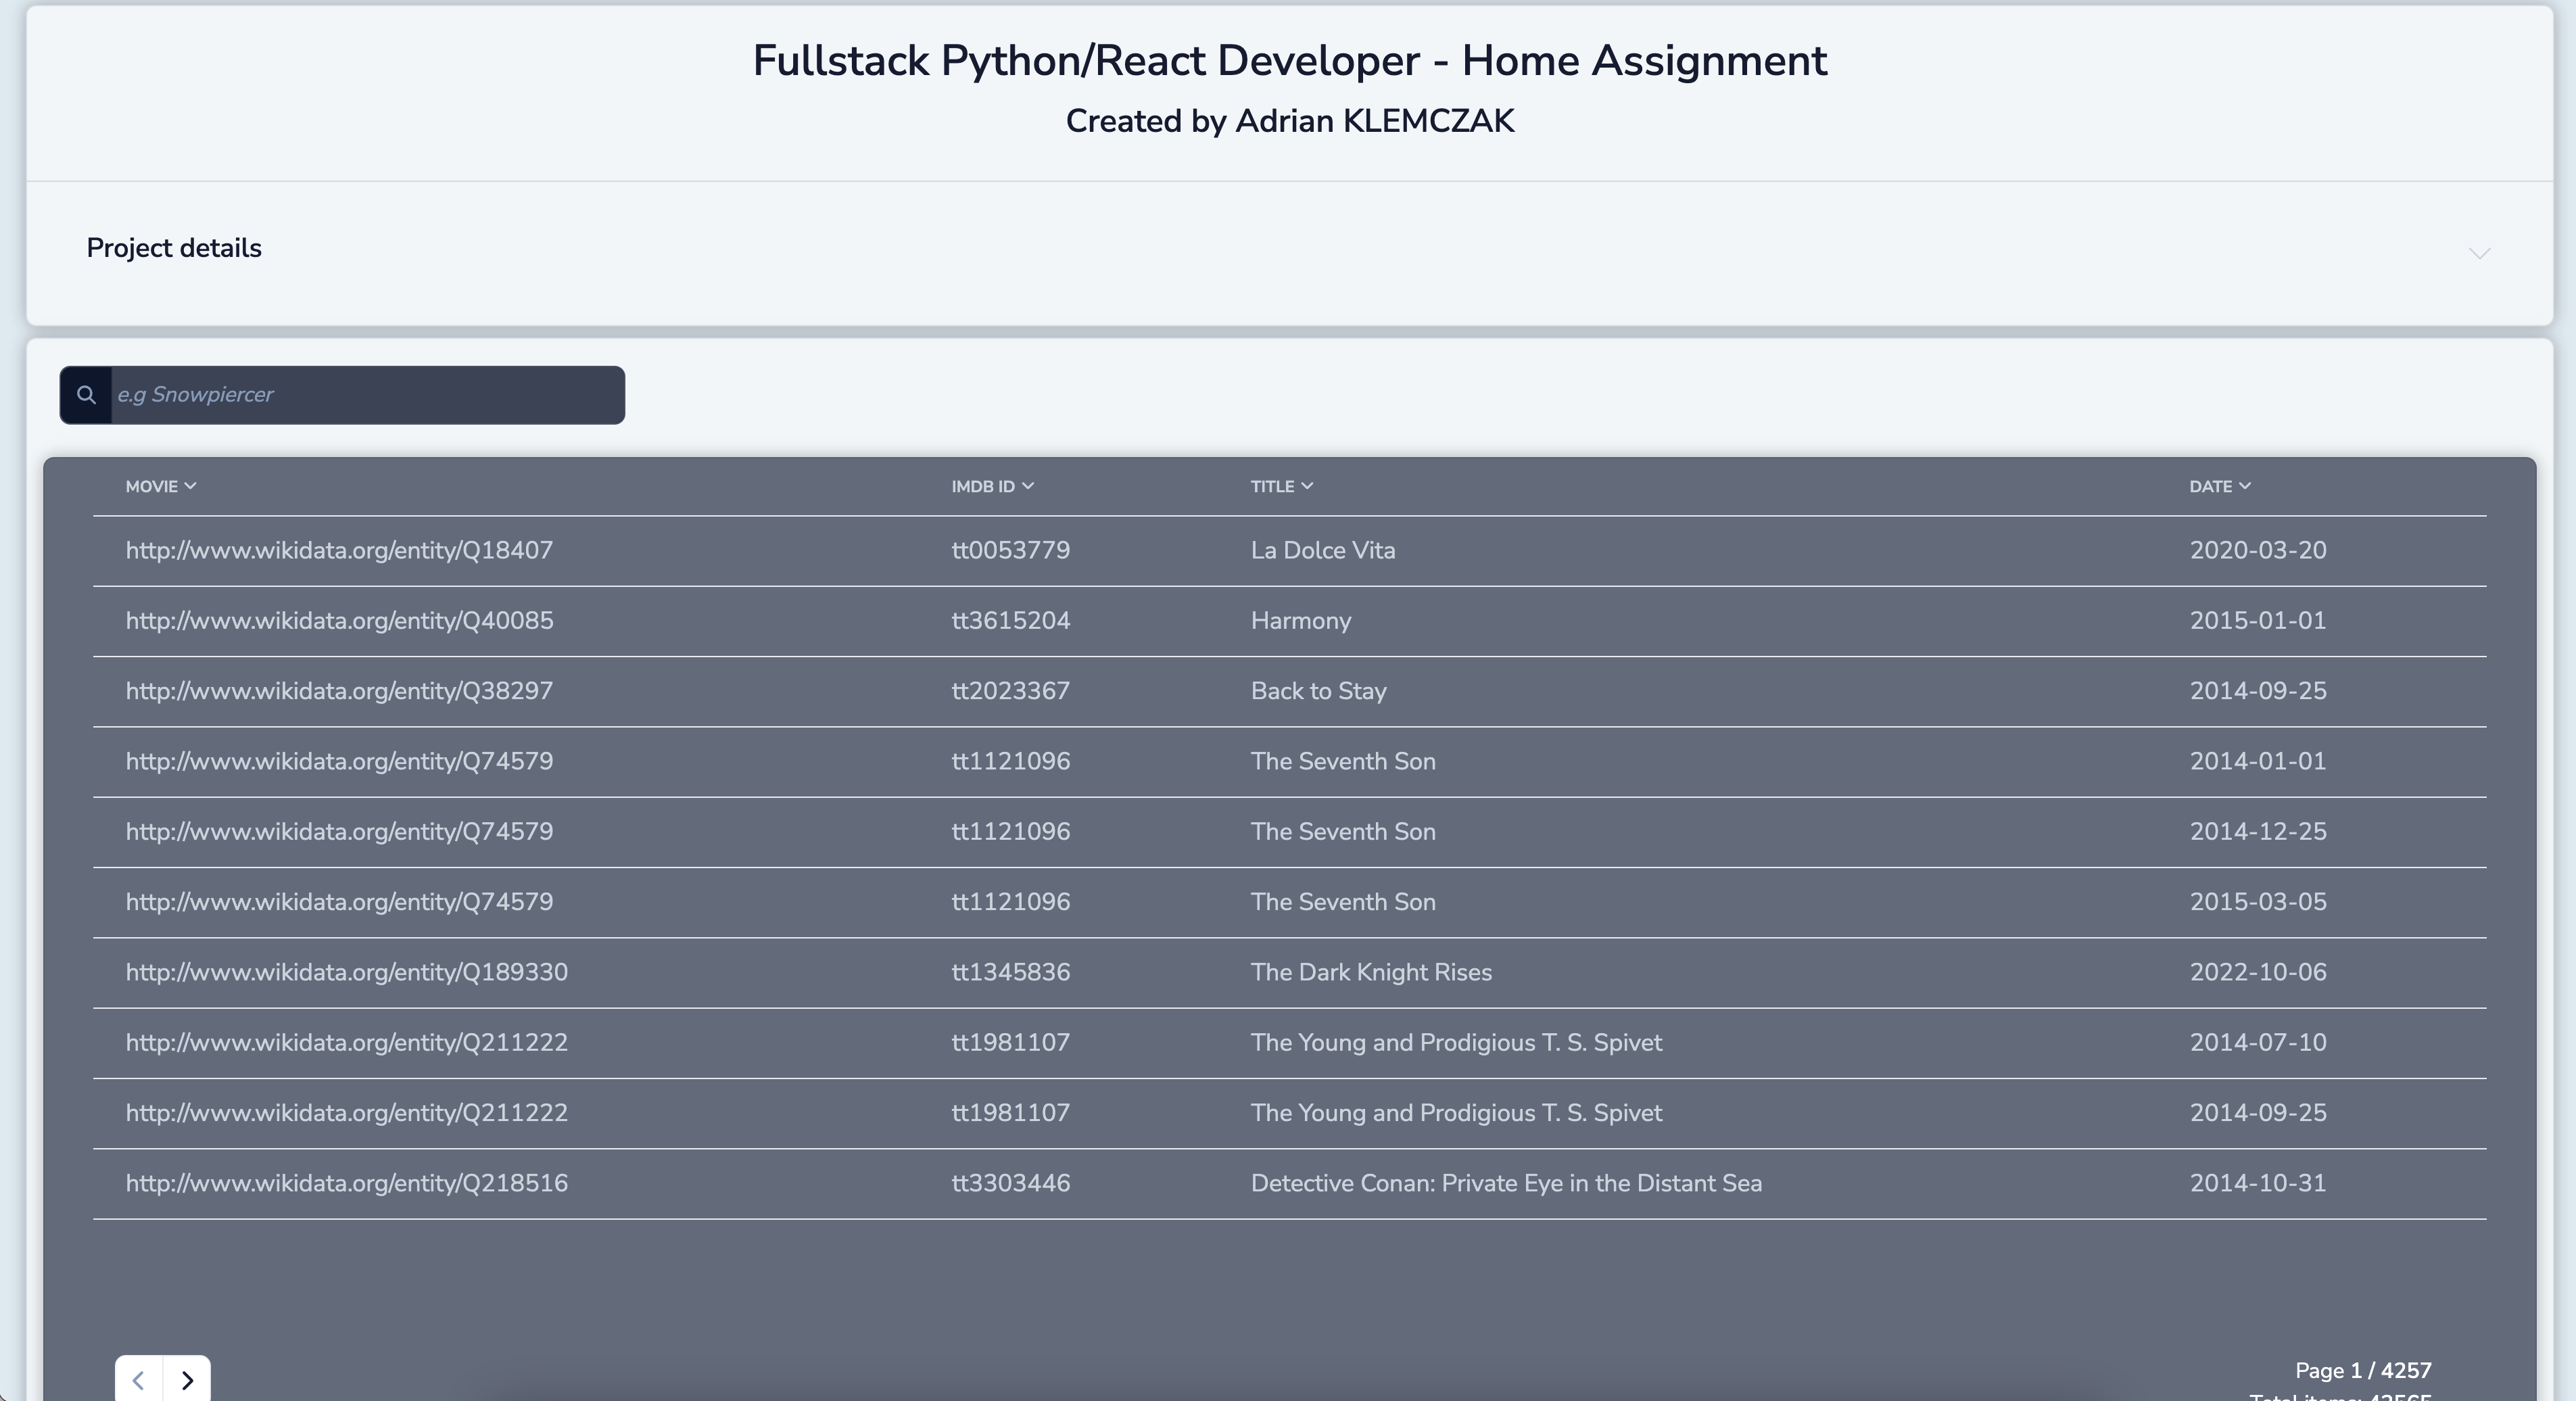 Fullstack Python/React Developer - Home Assignment
Created by Adrian KLEMCZAK
Project details
e.g Snowpiercer
MOVIE IMDB ID TITLE DATE
http://www.wikidata.org/entity/Q18407 tt0053779 La Dolce Vita 2020-03-20
http://www.wikidata.org/entity/Q40085 tt3615204 Harmony 2015-01-01
http://www.wikidata.org/entity/Q38297 tt2023367 Back to Stay 2014-09-25
http://www.wikidata.org/entity/Q74579 tt1121096 The Seventh Son 2014-01-01
http://www.wikidata.org/entity/Q74579 tt1121096 The Seventh Son 2014-12-25
http://www.wikidata.org/entity/Q74579 tt1121096 The Seventh Son 2015-03-05
http://www.wikidata.org/entity/Q189330 tt1345836 The Dark Knight Rises 2022-10-06
http://www.wikidata.org/entity/Q211222 tt1981107 The Young and Prodigious T. S. Spivet 2014-07-10
http://www.wikidata.org/entity/Q211222 tt1981107 The Young and Prodigious T. S. Spivet 2014-09-25
http://www.wikidata.org/entity/Q218516 tt3303446 Detective Conan: Private Eye in the Distant Sea 2014-10-31
Page 1 / 4257
Total items: